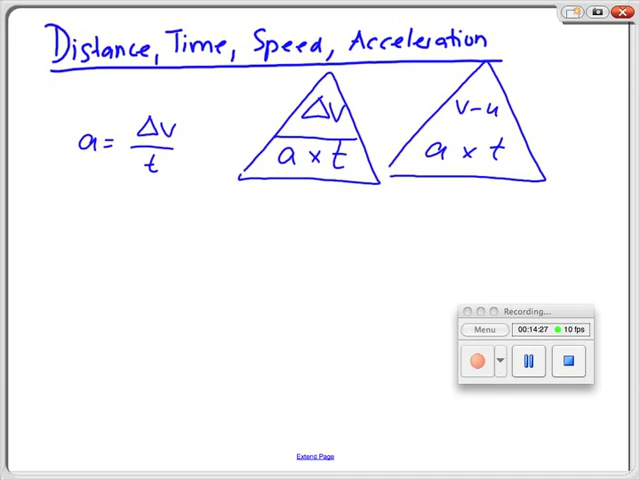 Distance, Time, Speed, Acceleration
a = Δv / t
Δv
a × t
v-u
a × t
Recording...
Menu
00:14:27
10 fps
Extend Page